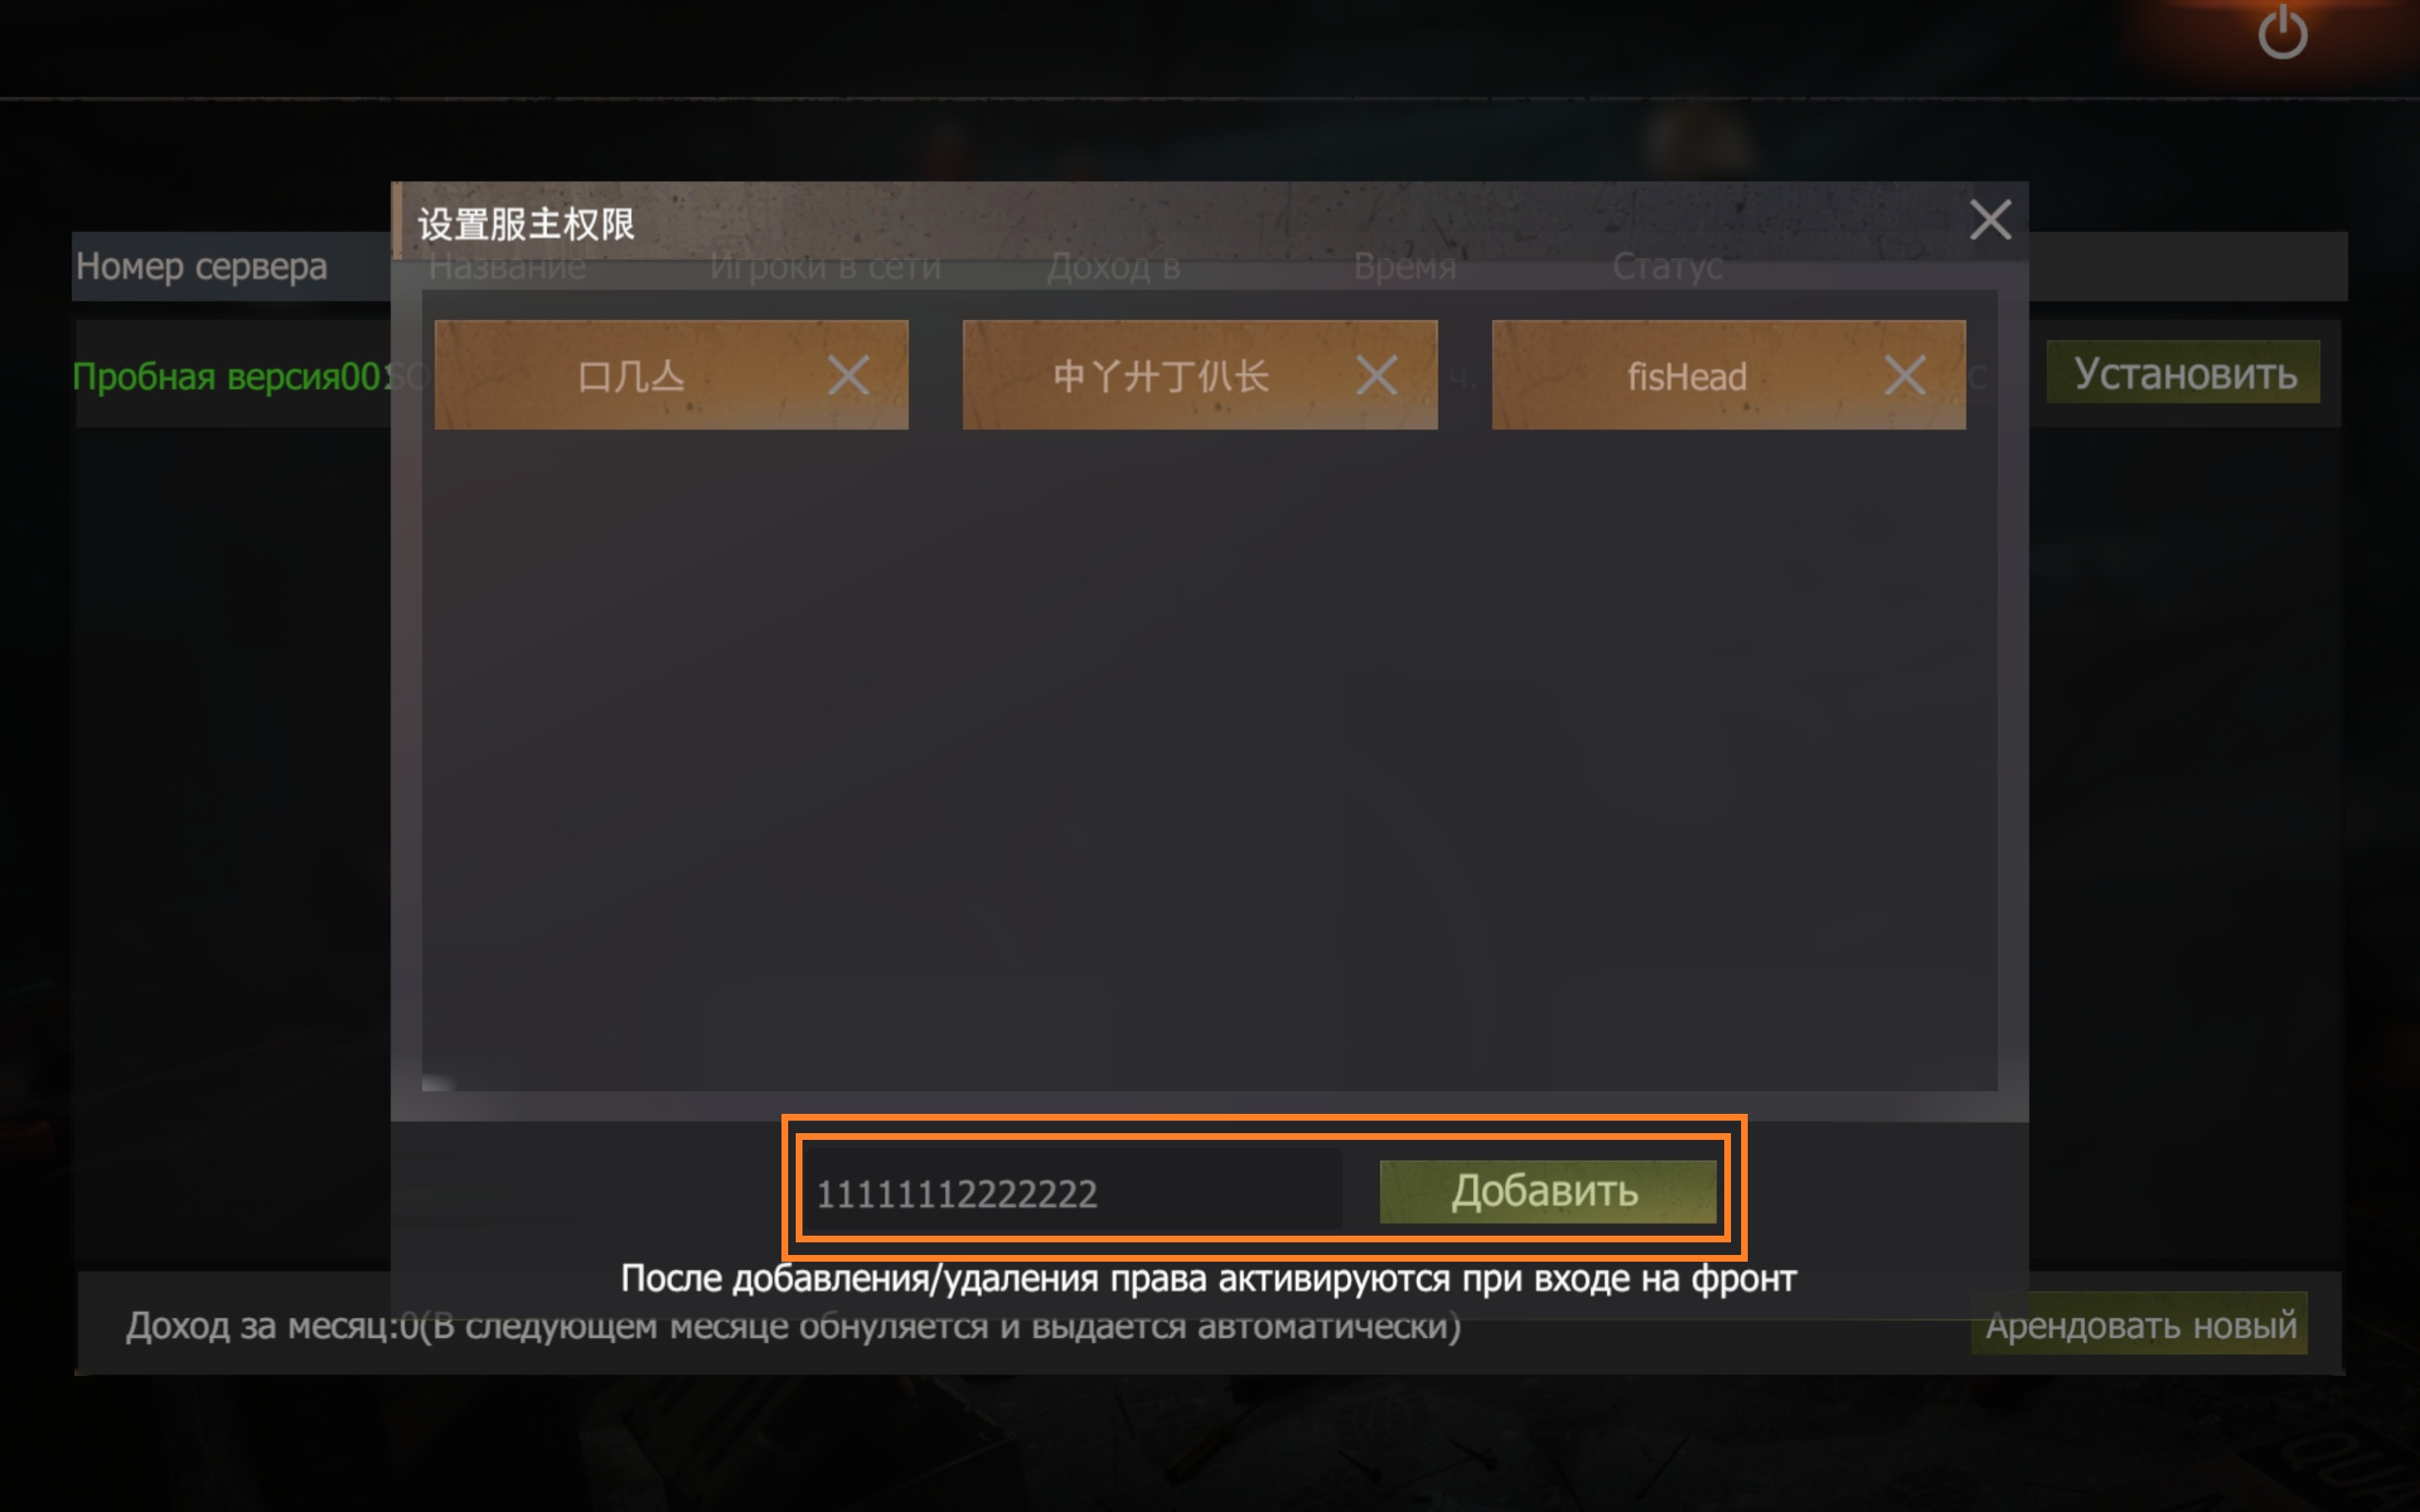 设置服主权限
Номер сервера Название Игроки в сети Доход в Время Статус
Пробная версия00 口几亼 中丫井丁仈长 ч. fisHead с Установить
11111112222222 Добавить
После добавления/удаления права активируются при входе на фронт
Доход за месяц:0(В следующем месяце обнуляется и выдается автоматически) Арендовать новый